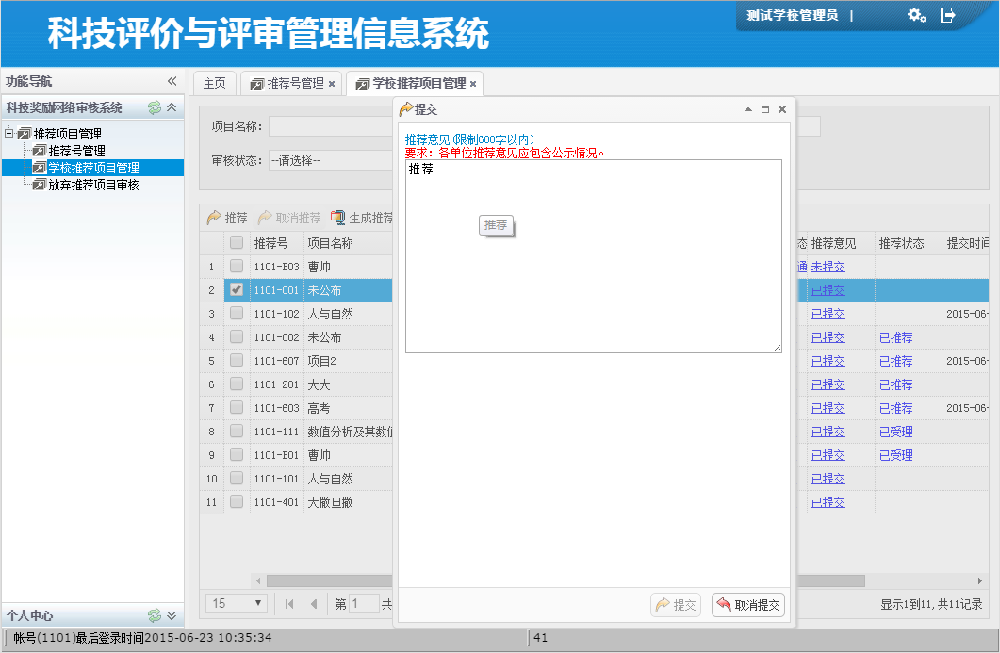 科技评价与评审管理信息系统
测试学校管理员 |
功能导航
科技奖励网络审核系统
推荐项目管理
推荐号管理
学校推荐项目管理
放弃推荐项目审核
个人中心
主页 推荐号管理 学校推荐项目管理
项目名称:
审核状态: --请选择--
推荐 取消推荐 生成推荐
推荐号 项目名称 态 推荐意见 推荐状态 提交时间
1 1101-B03 曹帅 通 未提交
2 1101-C01 未公布 已提交
3 1101-102 人与自然 已提交 2015-06-
4 1101-C02 未公布 已提交 已推荐
5 1101-607 项目2 已提交 已推荐 2015-06-
6 1101-201 大大 已提交 已推荐
7 1101-603 高考 已提交 已推荐 2015-06-
8 1101-111 数值分析及其数值 已提交 已受理
9 1101-B01 曹帅 已提交 已受理
10 1101-101 人与自然 已提交
11 1101-401 大撒旦撒 已提交
15 第 1 共
显示1到11,共11记录
提交
推荐意见(限制600字以内)
要求: 各单位推荐意见应包含公示情况。
推荐
推荐
提交 取消提交
帐号(1101)最后登录时间2015-06-23 10:35:34 41